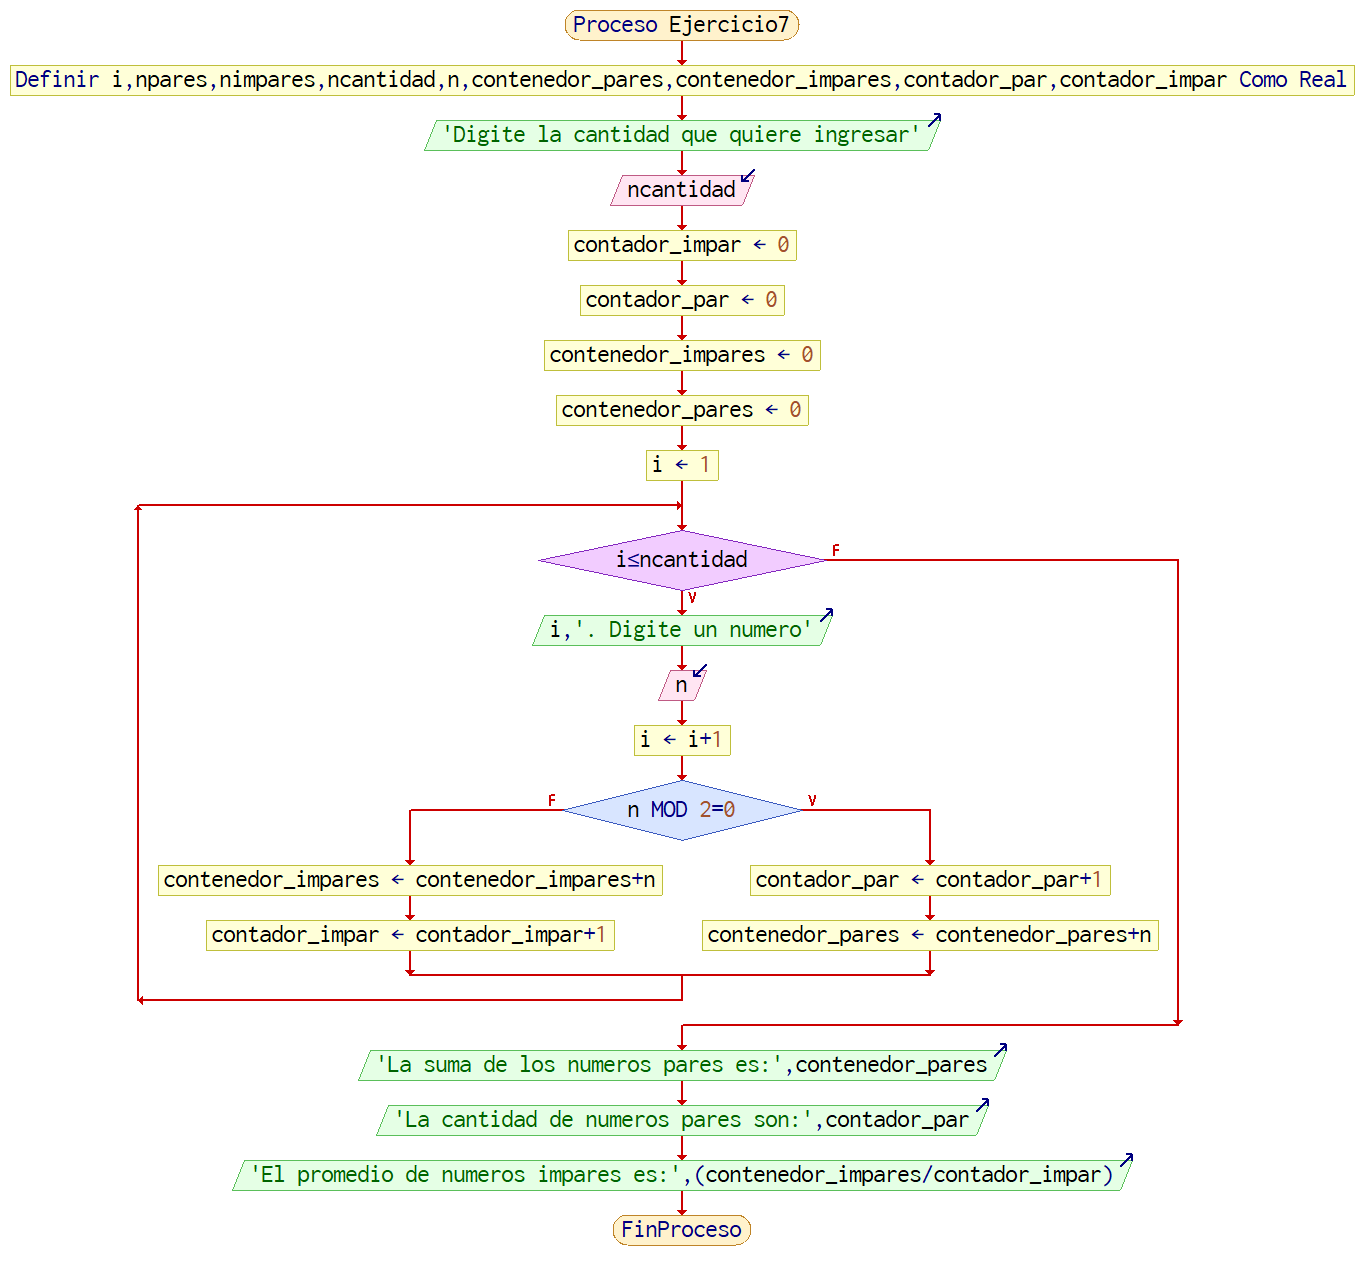 Proceso Ejercicio7
Definir i,npares,nimpares,ncantidad,n,contenedor_pares,contenedor_impares,contador_par,contador_impar Como Real
'Digite la cantidad que quiere ingresar'
ncantidad
contador_impar ← 0
contador_par ← 0
contenedor_impares ← 0
contenedor_pares ← 0
i ← 1
i≤ncantidad
F
V
i,'. Digite un numero'
n
i ← i+1
F
n MOD 2=0
V
contenedor_impares ← contenedor_impares+n
contador_par ← contador_par+1
contador_impar ← contador_impar+1
contenedor_pares ← contenedor_pares+n
'La suma de los numeros pares es:',contenedor_pares
'La cantidad de numeros pares son:',contador_par
'El promedio de numeros impares es:',(contenedor_impares/contador_impar)
FinProceso